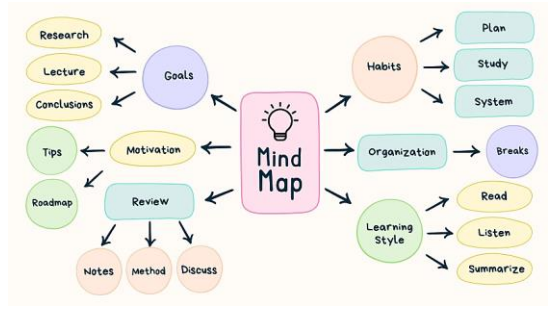 Research
Lecture
Conclusions
Goals
Tips
Motivation
Roadmap
Review
Notes
Method
Discuss
Mind
Map
Habits
Plan
Study
System
Organization
Breaks
Learning
Style
Read
Listen
Summarize